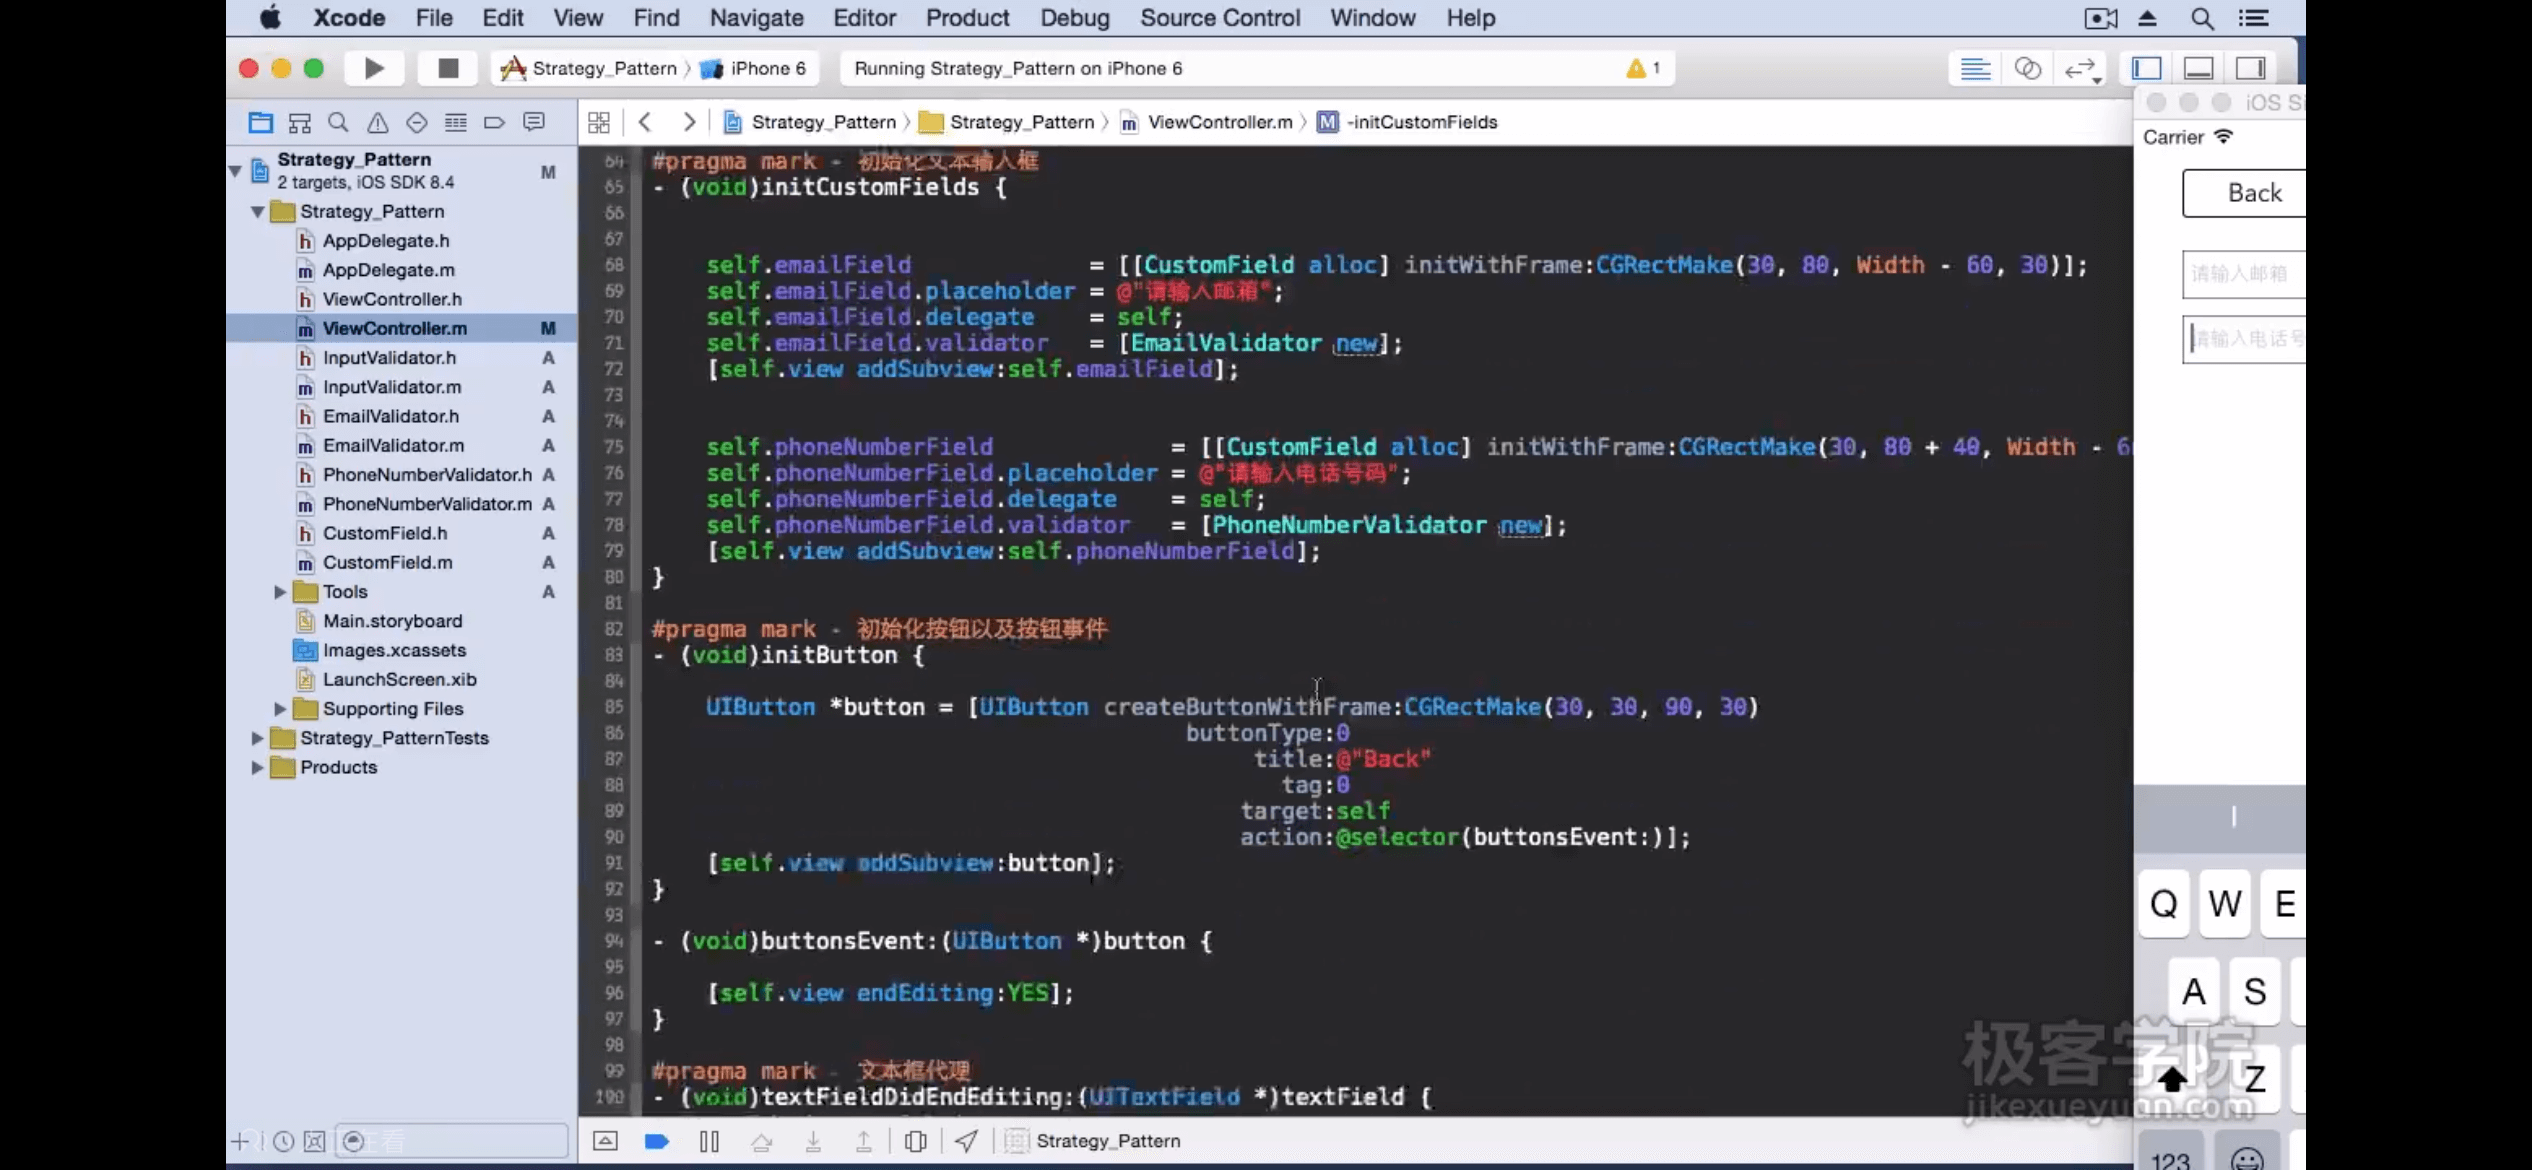 Xcode File Edit View Find Navigate Editor Product Debug Source Control Window Help
Strategy_Pattern 〉 iPhone 6
Running Strategy_Pattern on iPhone 6
1
iOS Si
Strategy_Pattern 〉 Strategy_Pattern 〉 m ViewController.m 〉 M -initCustomFields
Carrier
Back
请输入邮箱
请输入电话号
Strategy_Pattern M
2 targets, iOS SDK 8.4
Strategy_Pattern
h AppDelegate.h
m AppDelegate.m
h ViewController.h
m ViewController.m M
h InputValidator.h A
m InputValidator.m A
h EmailValidator.h A
m EmailValidator.m A
h PhoneNumberValidator.h A
m PhoneNumberValidator.m A
h CustomField.h A
m CustomField.m A
Tools A
Main.storyboard
Images.xcassets
LaunchScreen.xib
Supporting Files
Strategy_PatternTests
Products
64 #pragma mark - 初始化文本输入框
65 - (void)initCustomFields {
66
67
68 self.emailField = [[CustomField alloc] initWithFrame:CGRectMake(30, 80, Width - 60, 30)];
69 self.emailField.placeholder = @"请输入邮箱";
70 self.emailField.delegate = self;
71 self.emailField.validator = [EmailValidator new];
72 [self.view addSubview:self.emailField];
73
74
75 self.phoneNumberField = [[CustomField alloc] initWithFrame:CGRectMake(30, 80 + 40, Width - 6
76 self.phoneNumberField.placeholder = @"请输入电话号码";
77 self.phoneNumberField.delegate = self;
78 self.phoneNumberField.validator = [PhoneNumberValidator new];
79 [self.view addSubview:self.phoneNumberField];
80 }
81
82 #pragma mark - 初始化按钮以及按钮事件
83 - (void)initButton {
84
85 UIButton *button = [UIButton createButtonWithFrame:CGRectMake(30, 30, 90, 30)
86 buttonType:0
87 title:@"Back"
88 tag:0
89 target:self
90 action:@selector(buttonsEvent:)];
91 [self.view addSubview:button];
92 }
93
94 - (void)buttonsEvent:(UIButton *)button {
95
96 [self.view endEditing:YES];
97 }
98
99 #pragma mark - 文本框代理
100 - (void)textFieldDidEndEditing:(UITextField *)textField {
Q W E
A S
Z
123
极客学院
jikexueyuan.com
Strategy_Pattern